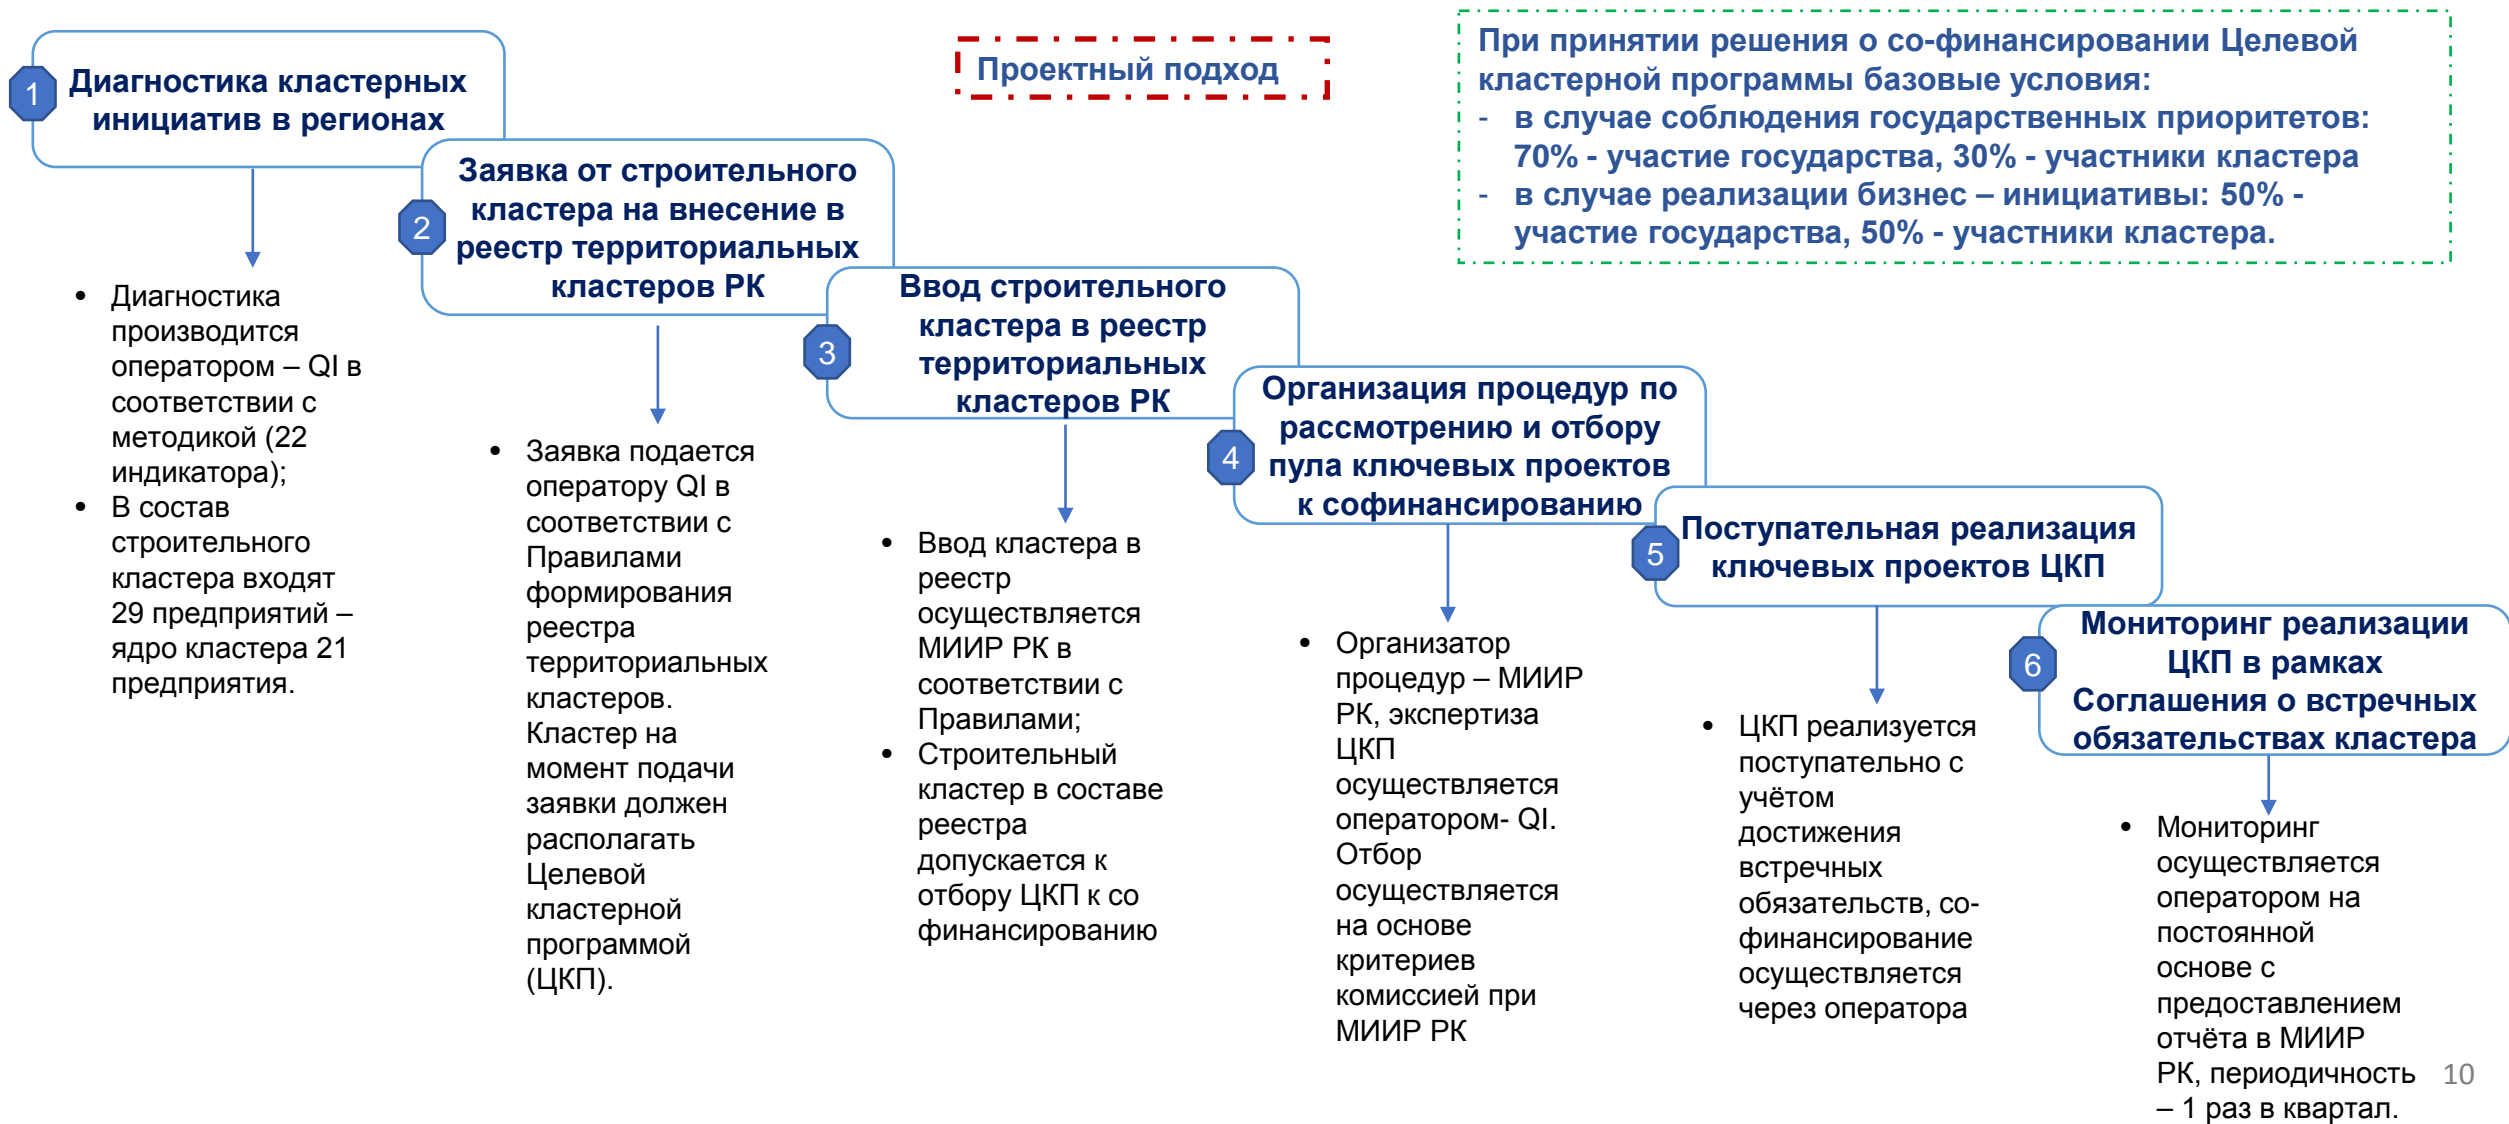 1
Диагностика кластерных
инициатив в регионах
Проектный подход
При принятии решения о со-финансировании Целевой
кластерной программы базовые условия:
- в случае соблюдения государственных приоритетов:
70% - участие государства, 30% - участники кластера
- в случае реализации бизнес – инициативы: 50% -
участие государства, 50% - участники кластера.
2
Заявка от строительного
кластера на внесение в
реестр территориальных
кластеров РК
3
Ввод строительного
кластера в реестр
территориальных
кластеров РК
4
Организация процедур по
рассмотрению и отбору
пула ключевых проектов
к софинансированию
5
Поступательная реализация
ключевых проектов ЦКП
6
Мониторинг реализации
ЦКП в рамках
Соглашения о встречных
обязательствах кластера
• Диагностика
производится
оператором – QI в
соответствии с
методикой (22
индикатора);
• В состав
строительного
кластера входят
29 предприятий –
ядро кластера 21
предприятия.
• Заявка подается
оператору QI в
соответствии с
Правилами
формирования
реестра
территориальных
кластеров.
Кластер на
момент подачи
заявки должен
располагать
Целевой
кластерной
программой
(ЦКП).
• Ввод кластера в
реестр
осуществляется
МИИР РК в
соответствии с
Правилами;
• Строительный
кластер в составе
реестра
допускается к
отбору ЦКП к со
финансированию
• Организатор
процедур – МИИР
РК, экспертиза
ЦКП
осуществляется
оператором- QI.
Отбор
осуществляется
на основе
критериев
комиссией при
МИИР РК
• ЦКП реализуется
поступательно с
учётом
достижения
встречных
обязательств, со-
финансирование
осуществляется
через оператора
• Мониторинг
осуществляется
оператором на
постоянной
основе с
предоставлением
отчёта в МИИР
РК, периодичность
– 1 раз в квартал.
10